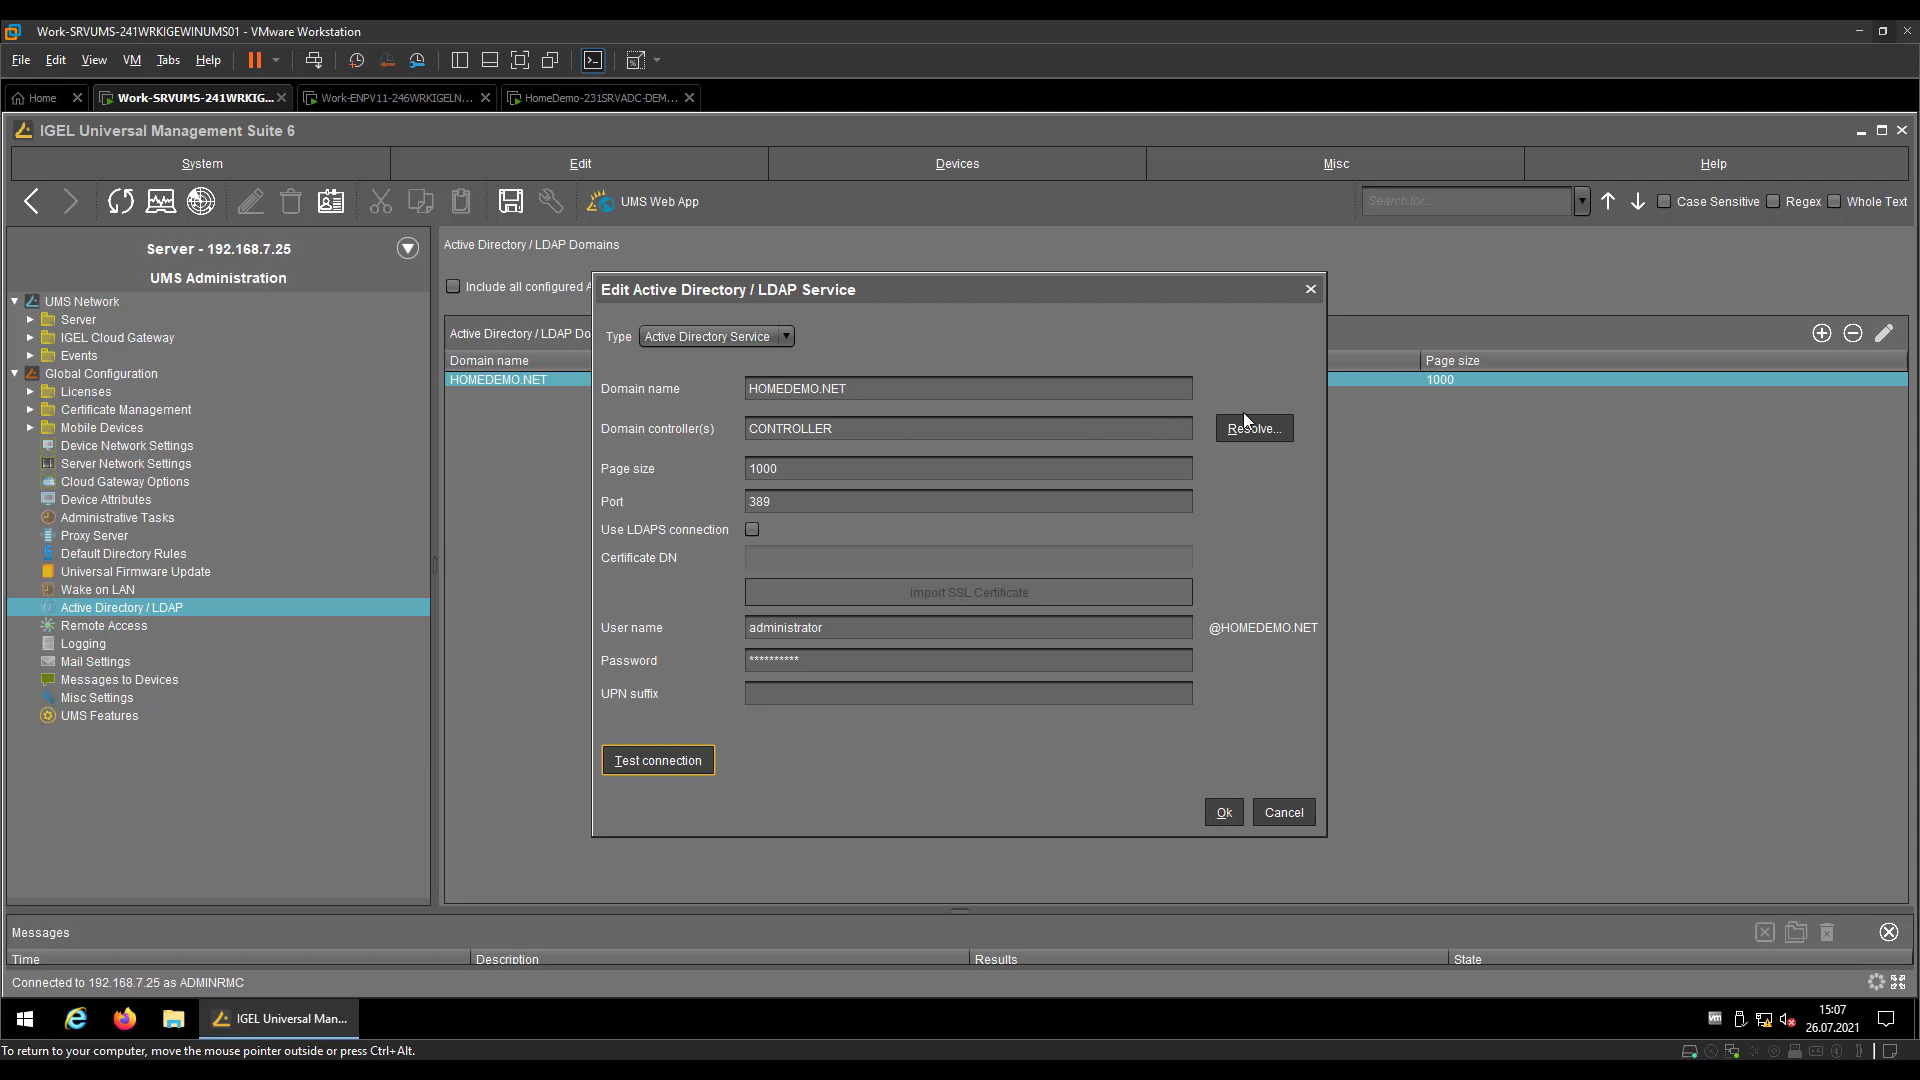 Work-SRVUMS-241WRKIGEWINUMS01 - VMware Workstation
File Edit View VM Tabs Help
Home Work-SRVUMS-241WRKIG... Work-ENPV11-246WRKIGELN... HomeDemo-231SRVADC-DEM...
IGEL Universal Management Suite 6
System Edit Devices Misc Help
UMS Web App Search for... Case Sensitive Regex Whole Text
Server - 192.168.7.25
UMS Administration
UMS Network
Server
IGEL Cloud Gateway
Events
Global Configuration
Licenses
Certificate Management
Mobile Devices
Device Network Settings
Server Network Settings
Cloud Gateway Options
Device Attributes
Administrative Tasks
Proxy Server
Default Directory Rules
Universal Firmware Update
Wake on LAN
Active Directory / LDAP
Remote Access
Logging
Mail Settings
Messages to Devices
Misc Settings
UMS Features
Active Directory / LDAP Domains
Include all configured A
Active Directory / LDAP Do
Domain name Page size
HOMEDEMO.NET 1000
Edit Active Directory / LDAP Service
Type Active Directory Service
Domain name HOMEDEMO.NET
Domain controller(s) CONTROLLER Resolve...
Page size 1000
Port 389
Use LDAPS connection
Certificate DN
Import SSL Certificate
User name administrator @HOMEDEMO.NET
Password **********
UPN suffix
Test connection
Ok Cancel
Messages
Time Description Results State
Connected to 192.168.7.25 as ADMINRMC
IGEL Universal Man...
vm
15:07
26.07.2021
To return to your computer, move the mouse pointer outside or press Ctrl+Alt.